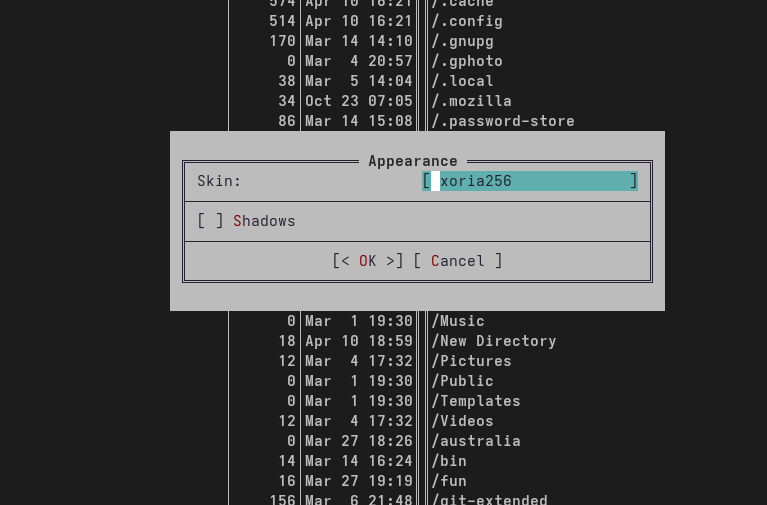 574 Apr 10 16:21 /.cache
514 Apr 10 16:21 /.config
170 Mar 14 14:10 /.gnupg
0 Mar  4 20:57 /.gphoto
38 Mar  5 14:04 /.local
34 Oct 23 07:05 /.mozilla
86 Mar 14 15:08 /.password-store
Appearance
Skin: [ xoria256 ]
[ ] Shadows
[< OK >] [ Cancel ]
0 Mar  1 19:30 /Music
18 Apr 10 18:59 /New Directory
12 Mar  4 17:32 /Pictures
0 Mar  1 19:30 /Public
0 Mar  1 19:30 /Templates
12 Mar  4 17:32 /Videos
0 Mar 27 18:26 /australia
14 Mar 14 16:24 /bin
16 Mar 27 19:19 /fun
156 Mar  6 21:48 /git-extended